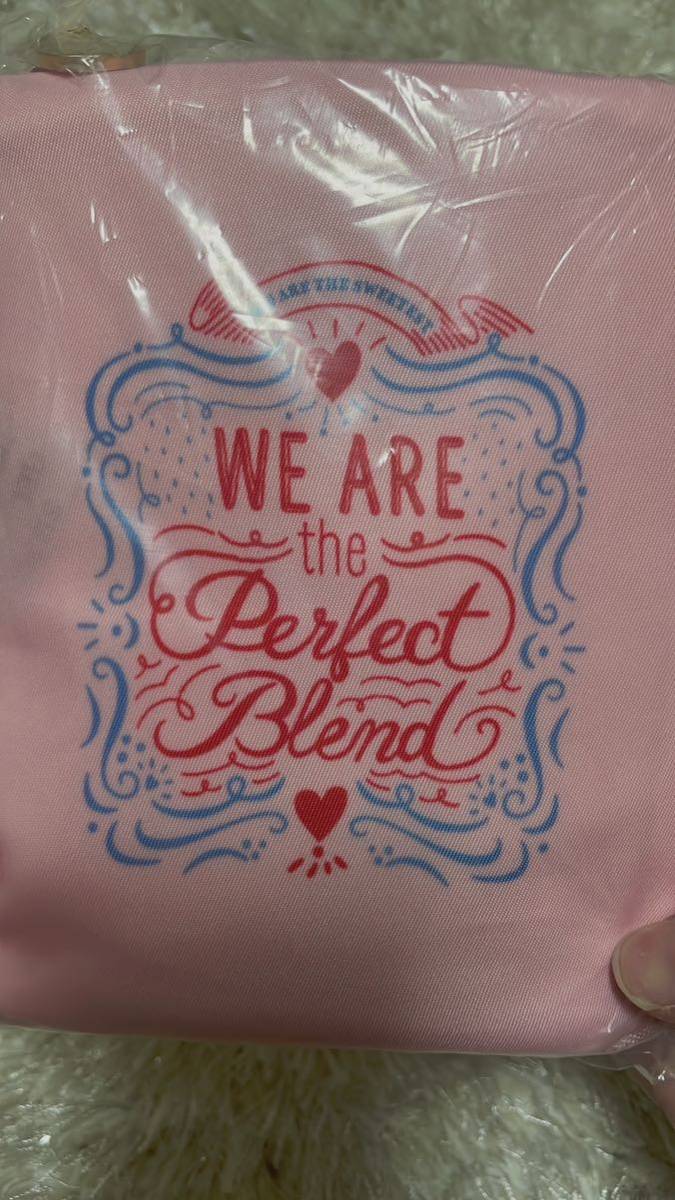 ARE THE SWEETEST
WE ARE
the
Perfect
Blend